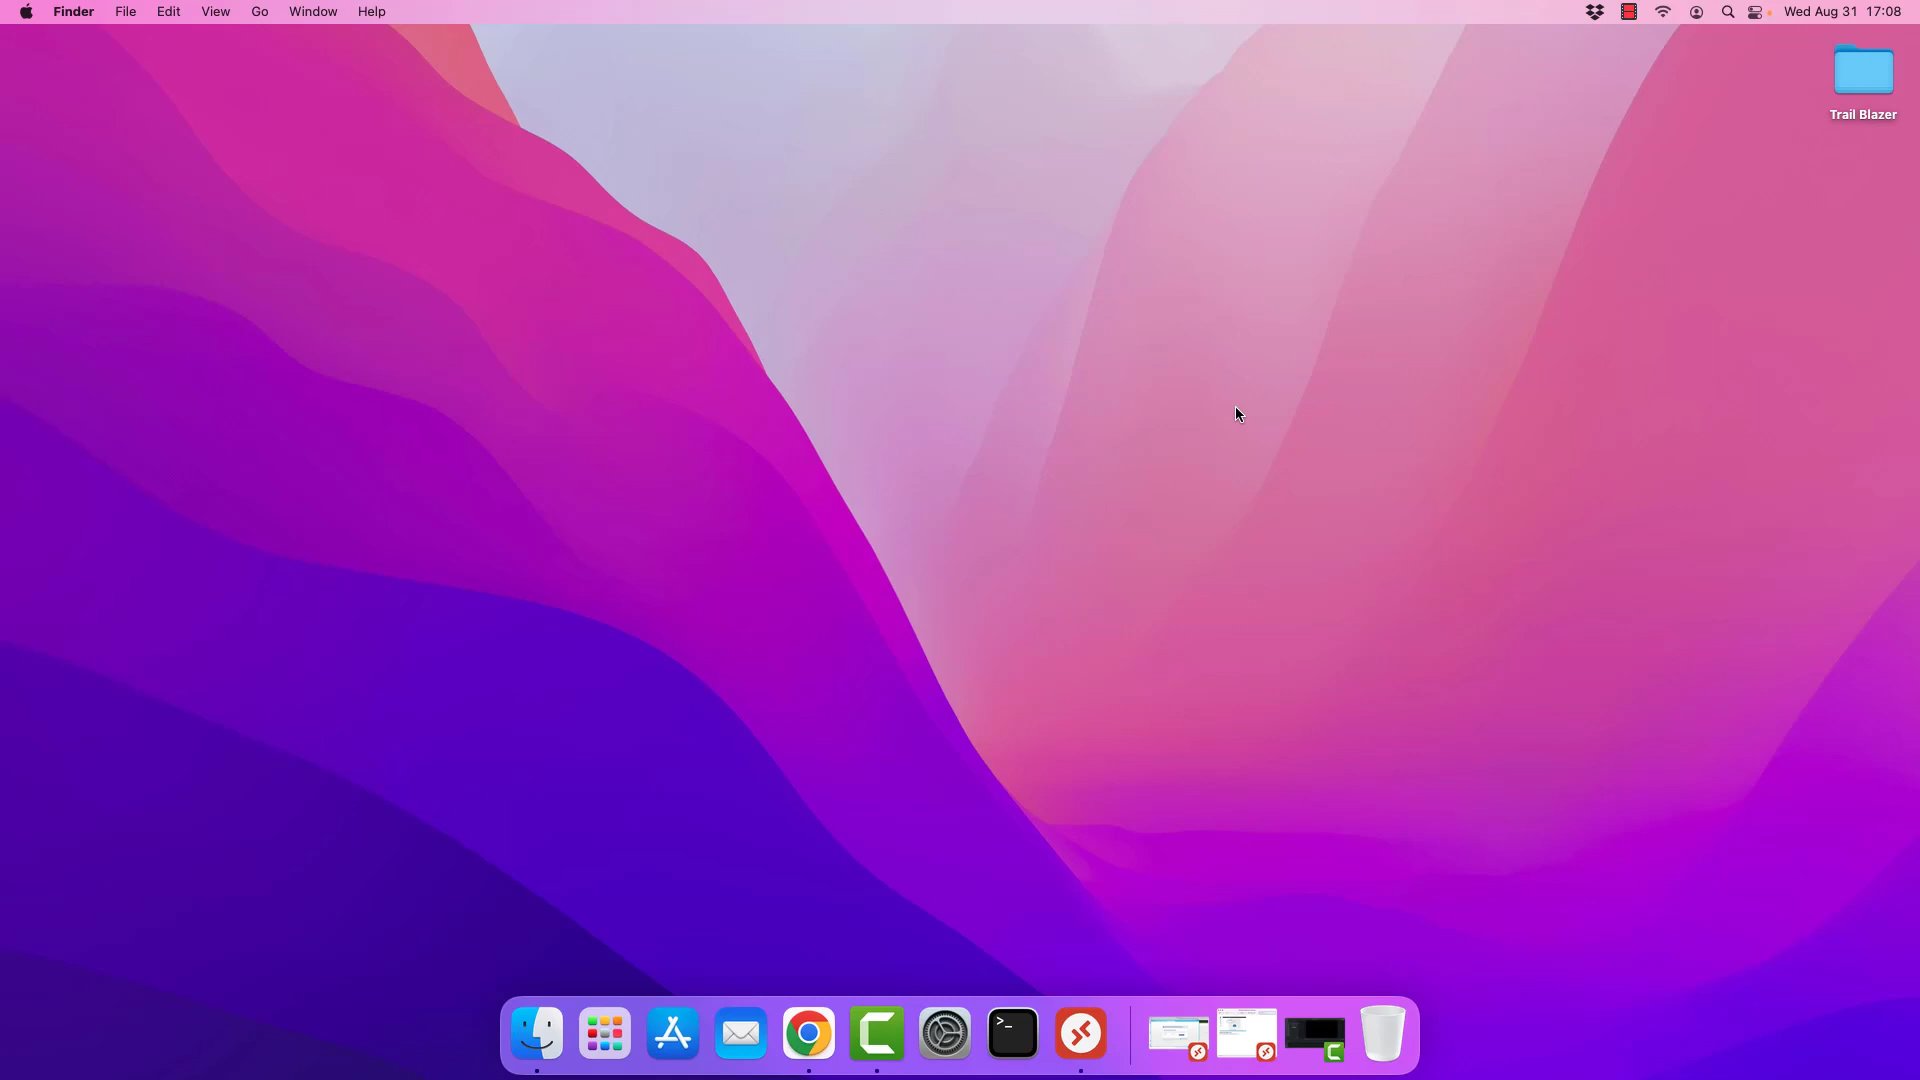 Finder File Edit View Go Window Help
Wed Aug 31 17:08
Trail Blazer
>_